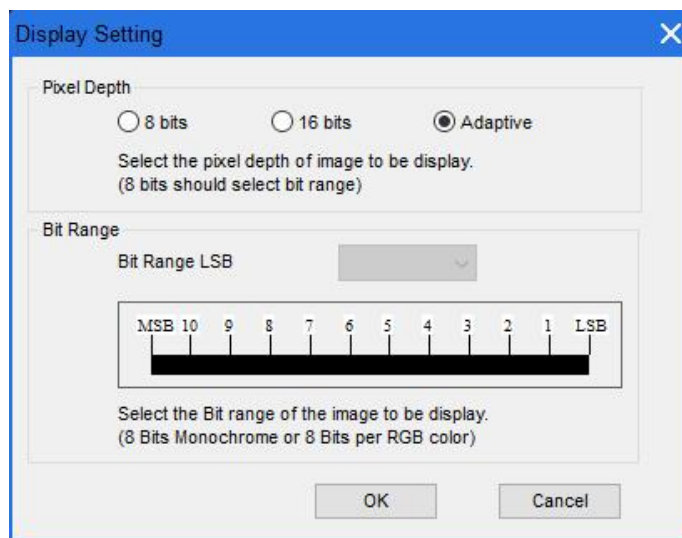 Display Setting
Pixel Depth
8 bits 16 bits Adaptive
Select the pixel depth of image to be display.
(8 bits should select bit range)
Bit Range
Bit Range LSB
MSB 10 9 8 7 6 5 4 3 2 1 LSB
Select the Bit range of the image to be display.
(8 Bits Monochrome or 8 Bits per RGB color)
OK Cancel